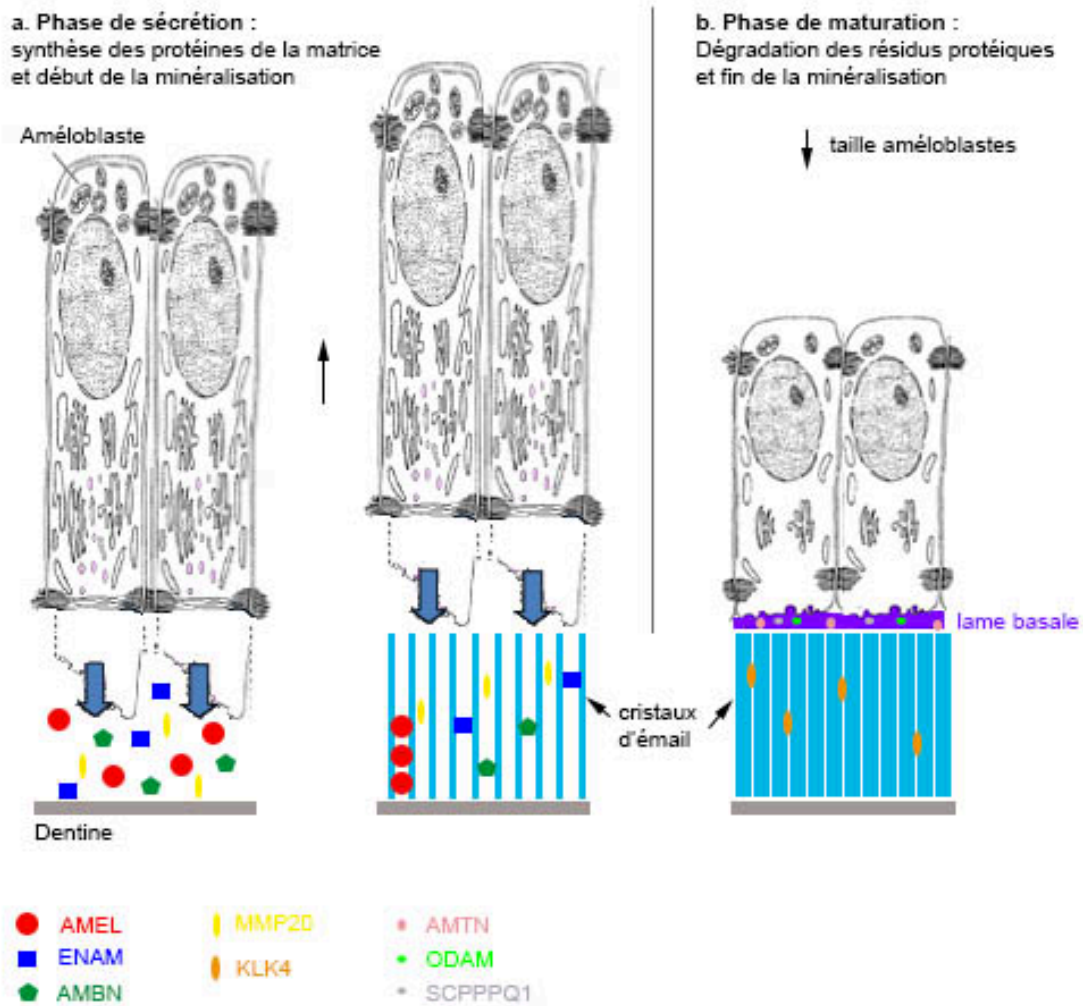 a. Phase de sécrétion :
synthèse des protéines de la matrice
et début de la minéralisation
b. Phase de maturation :
Dégradation des résidus protéiques
et fin de la minéralisation
Améloblaste
taille améloblastes
lame basale
cristaux
d'émail
Dentine
AMEL
ENAM
AMBN
MMP20
KLK4
AMTN
ODAM
SCPPPQ1